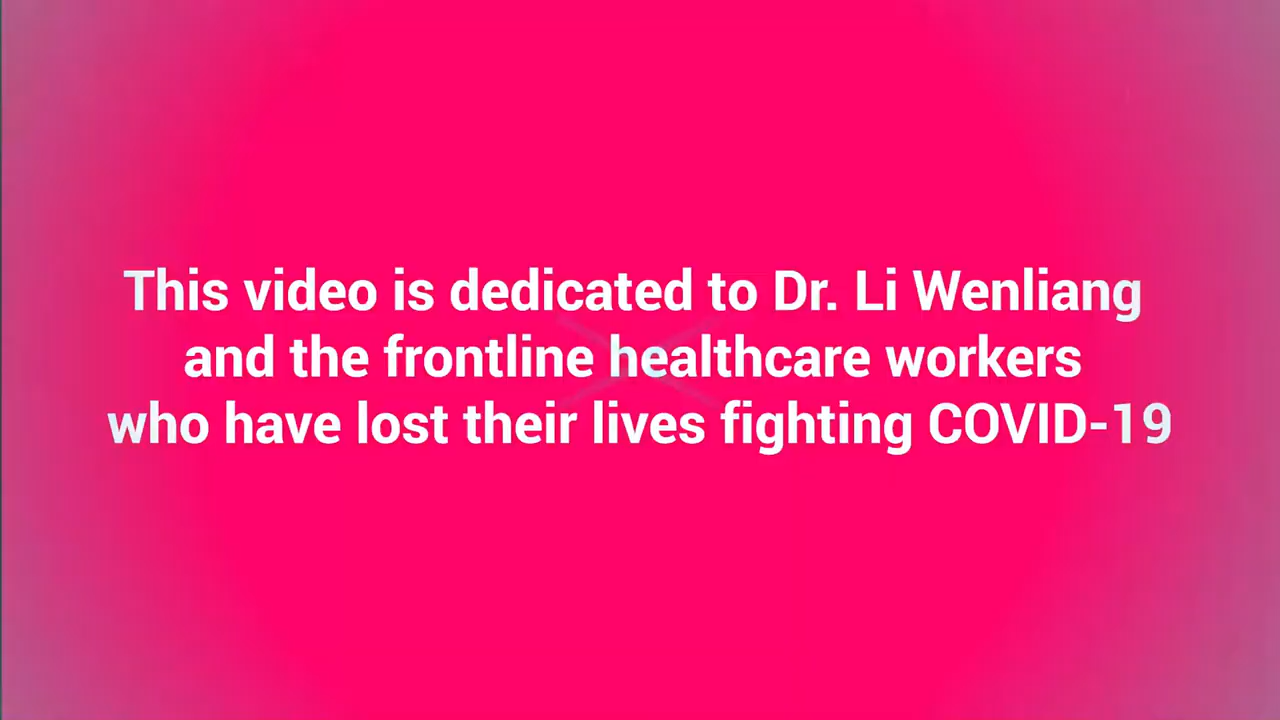 This video is dedicated to Dr. Li Wenliang
and the frontline healthcare workers
who have lost their lives fighting COVID-19